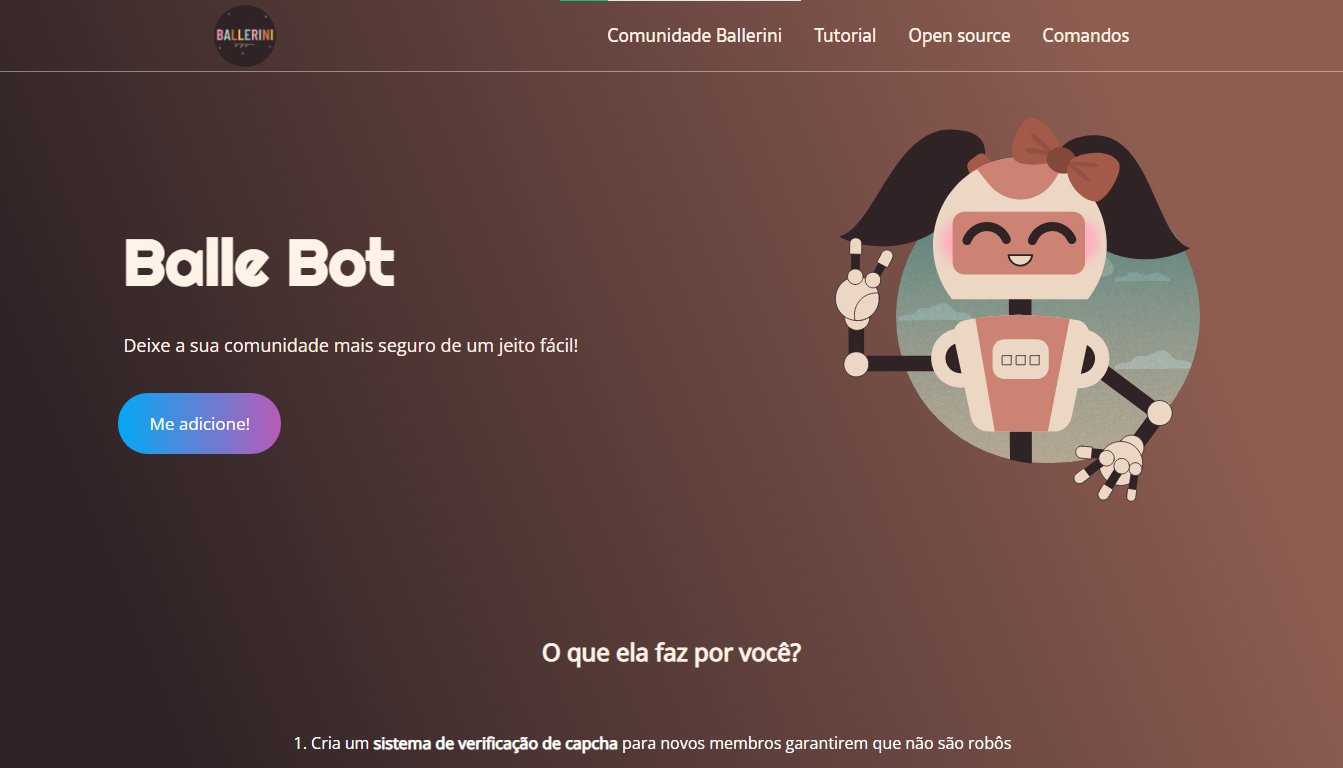 BALLERINI
Comunidade Ballerini
Tutorial
Open source
Comandos
Balle Bot
Deixe a sua comunidade mais seguro de um jeito fácil!
Me adicione!
O que ela faz por você?
1. Cria um sistema de verificação de capcha para novos membros garantirem que não são robôs